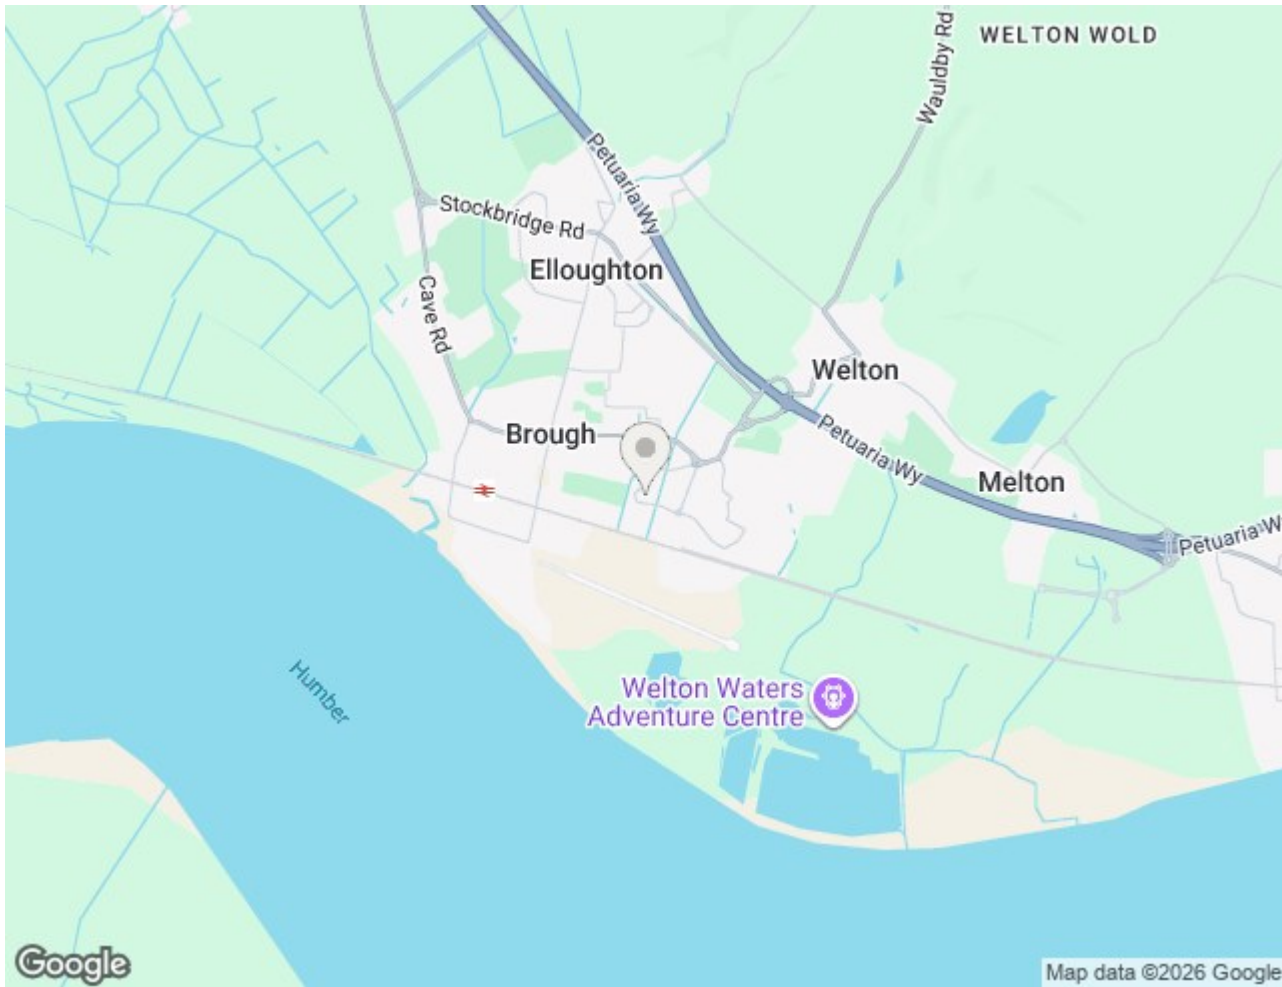 WELTON WOLD
Wauldby Rd
Petuaria Wy
Stockbridge Rd
Elloughton
Cave Rd
Welton
Brough
Petuaria Wy
Melton
Petuaria W
Humber
Welton Waters
Adventure Centre
Google
Map data ©2026 Google